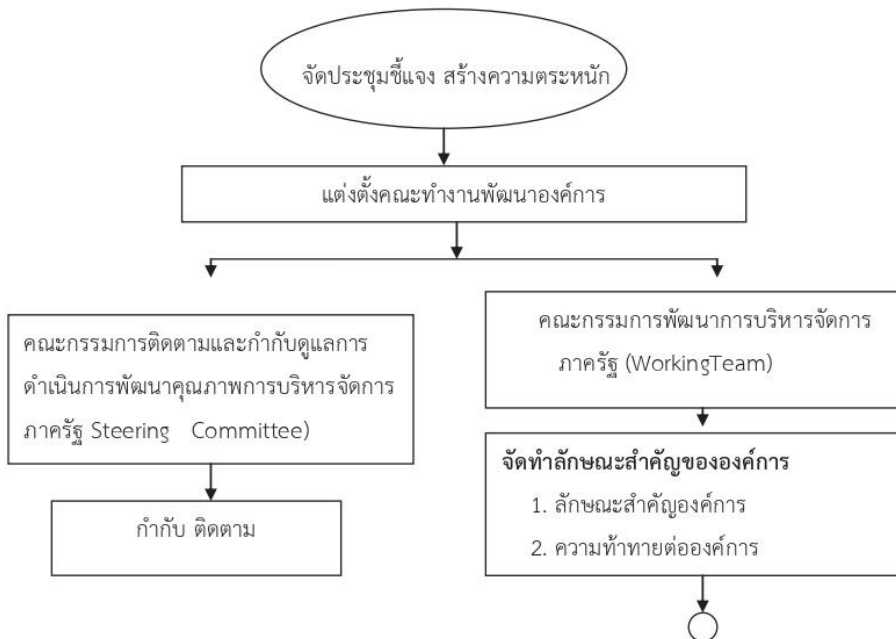 จัดประชุมชี้แจง สร้างความตระหนัก
แต่งตั้งคณะทำงานพัฒนาองค์การ
คณะกรรมการติดตามและกำกับดูแลการ
ดำเนินการพัฒนาคุณภาพการบริหารจัดการ
ภาครัฐ Steering Committee)
กำกับ ติดตาม
คณะกรรมการพัฒนาการบริหารจัดการ
ภาครัฐ (WorkingTeam)
จัดทำลักษณะสำคัญขององค์การ
1. ลักษณะสำคัญองค์การ
2. ความท้าทายต่อองค์การ